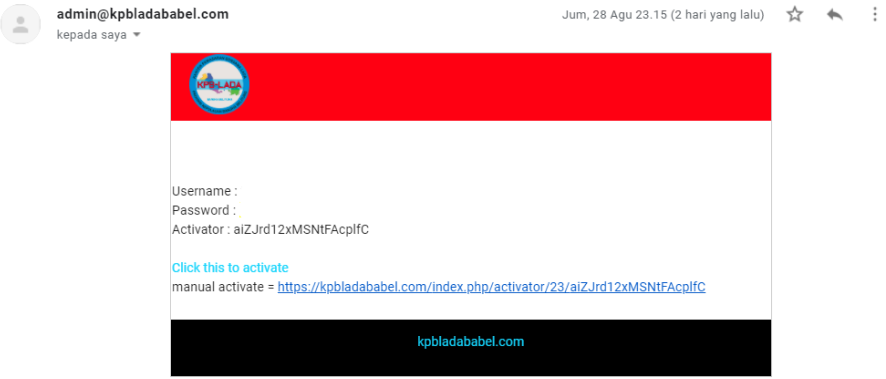 admin@kpbladababel.com
Jum, 28 Agu 23.15 (2 hari yang lalu)
kepada saya
KPB-LADA
Username :
Password :
Activator : aiZJrd12xMSNtFAcplfC
Click this to activate
manual activate = https://kpbladababel.com/index.php/activator/23/aiZJrd12xMSNtFAcplfC
kpbladababel.com